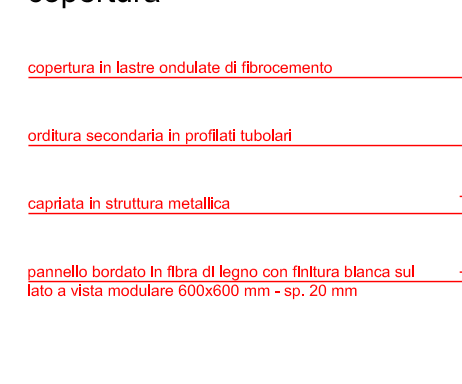 copertura
copertura in lastre ondulate di fibrocemento
orditura secondaria in profilati tubolari
capriata in struttura metallica
pannello bordato in fibra di legno con finitura bianca sul
lato a vista modulare 600x600 mm - sp. 20 mm